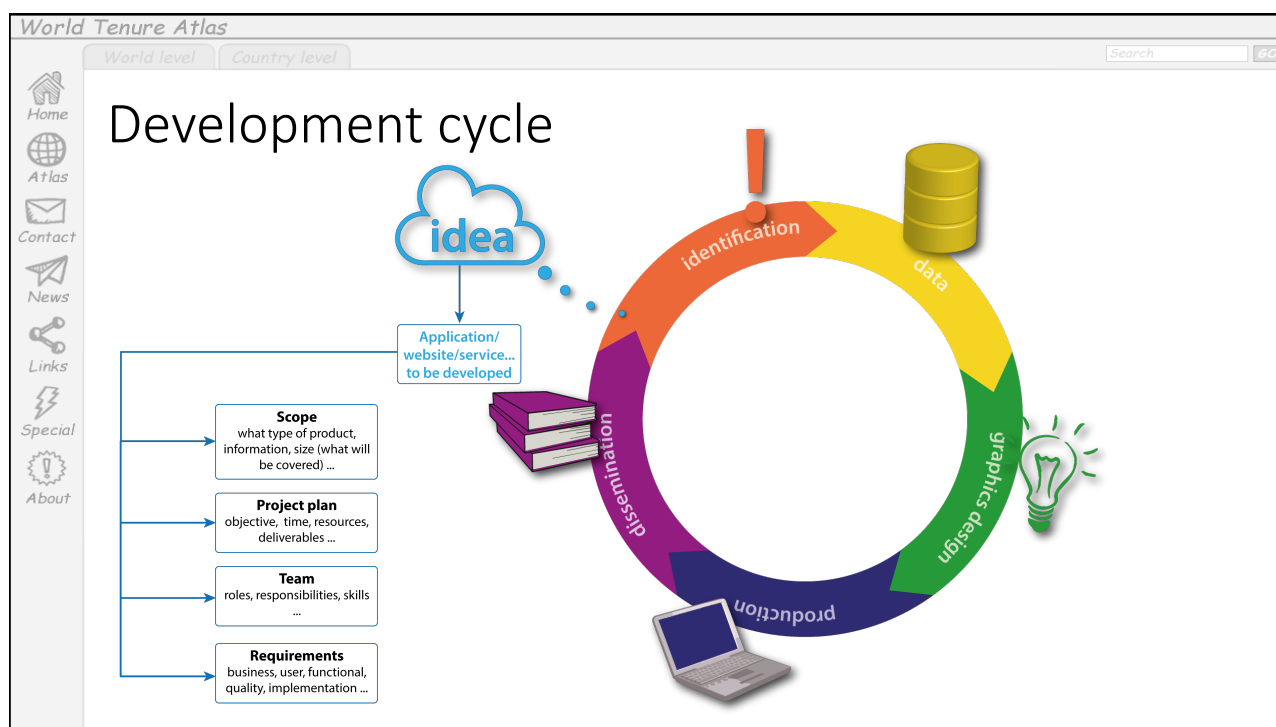 World Tenure Atlas
World level
Country level
Search
GO
Home
Atlas
Contact
News
Links
Special
About
Development cycle
idea
Application/
website/service...
to be developed
Scope
what type of product,
information, size (what will
be covered) ...
Project plan
objective, time, resources,
deliverables ...
Team
roles, responsibilities, skills
...
Requirements
business, user, functional,
quality, implementation ...
identification
data
graphics design
production
dissemination